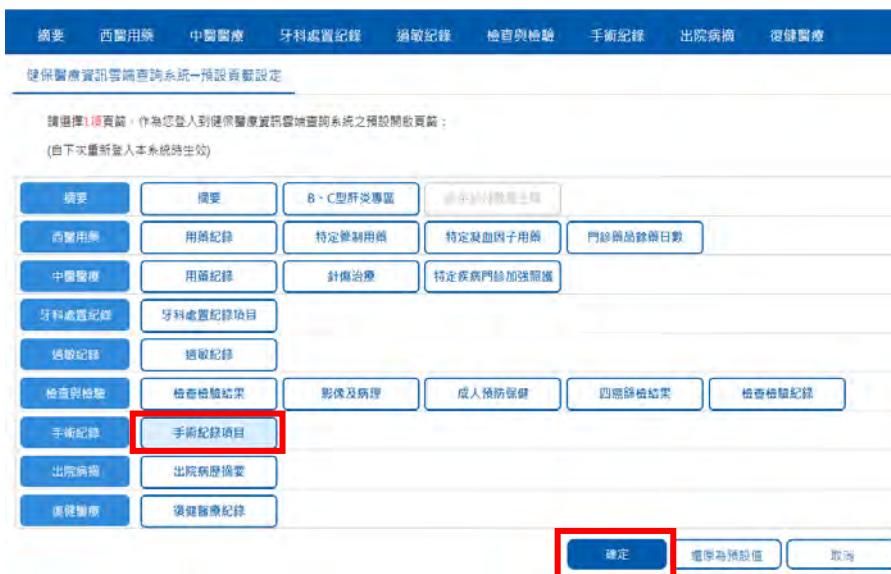 摘要 西醫用藥 中醫醫療 牙科處置紀錄 過敏紀錄 檢查與檢驗 手術紀錄 出院病摘 復健醫療
健保醫療資訊雲端查詢系統-預設頁籤設定
請選擇1項頁籤，作為您登入到健保醫療資訊雲端查詢系統之預設開啟頁籤：
(自下次重新登入本系統時生效)
摘要 摘要 B、C型肝炎專區
西醫用藥 用藥紀錄 特定管制用藥 特定凝血因子用藥 門診藥品餘藥日數
中醫醫療 用藥紀錄 針傷治療 特定疾病門診加強照護
牙科處置紀錄 牙科處置紀錄項目
過敏紀錄 過敏紀錄
檢查與檢驗 檢查檢驗結果 影像及病理 成人預防保健 四癌篩檢結果 檢查檢驗紀錄
手術紀錄 手術紀錄項目
出院病摘 出院病歷摘要
復健醫療 復健醫療紀錄
確定 還原為預設值 取消